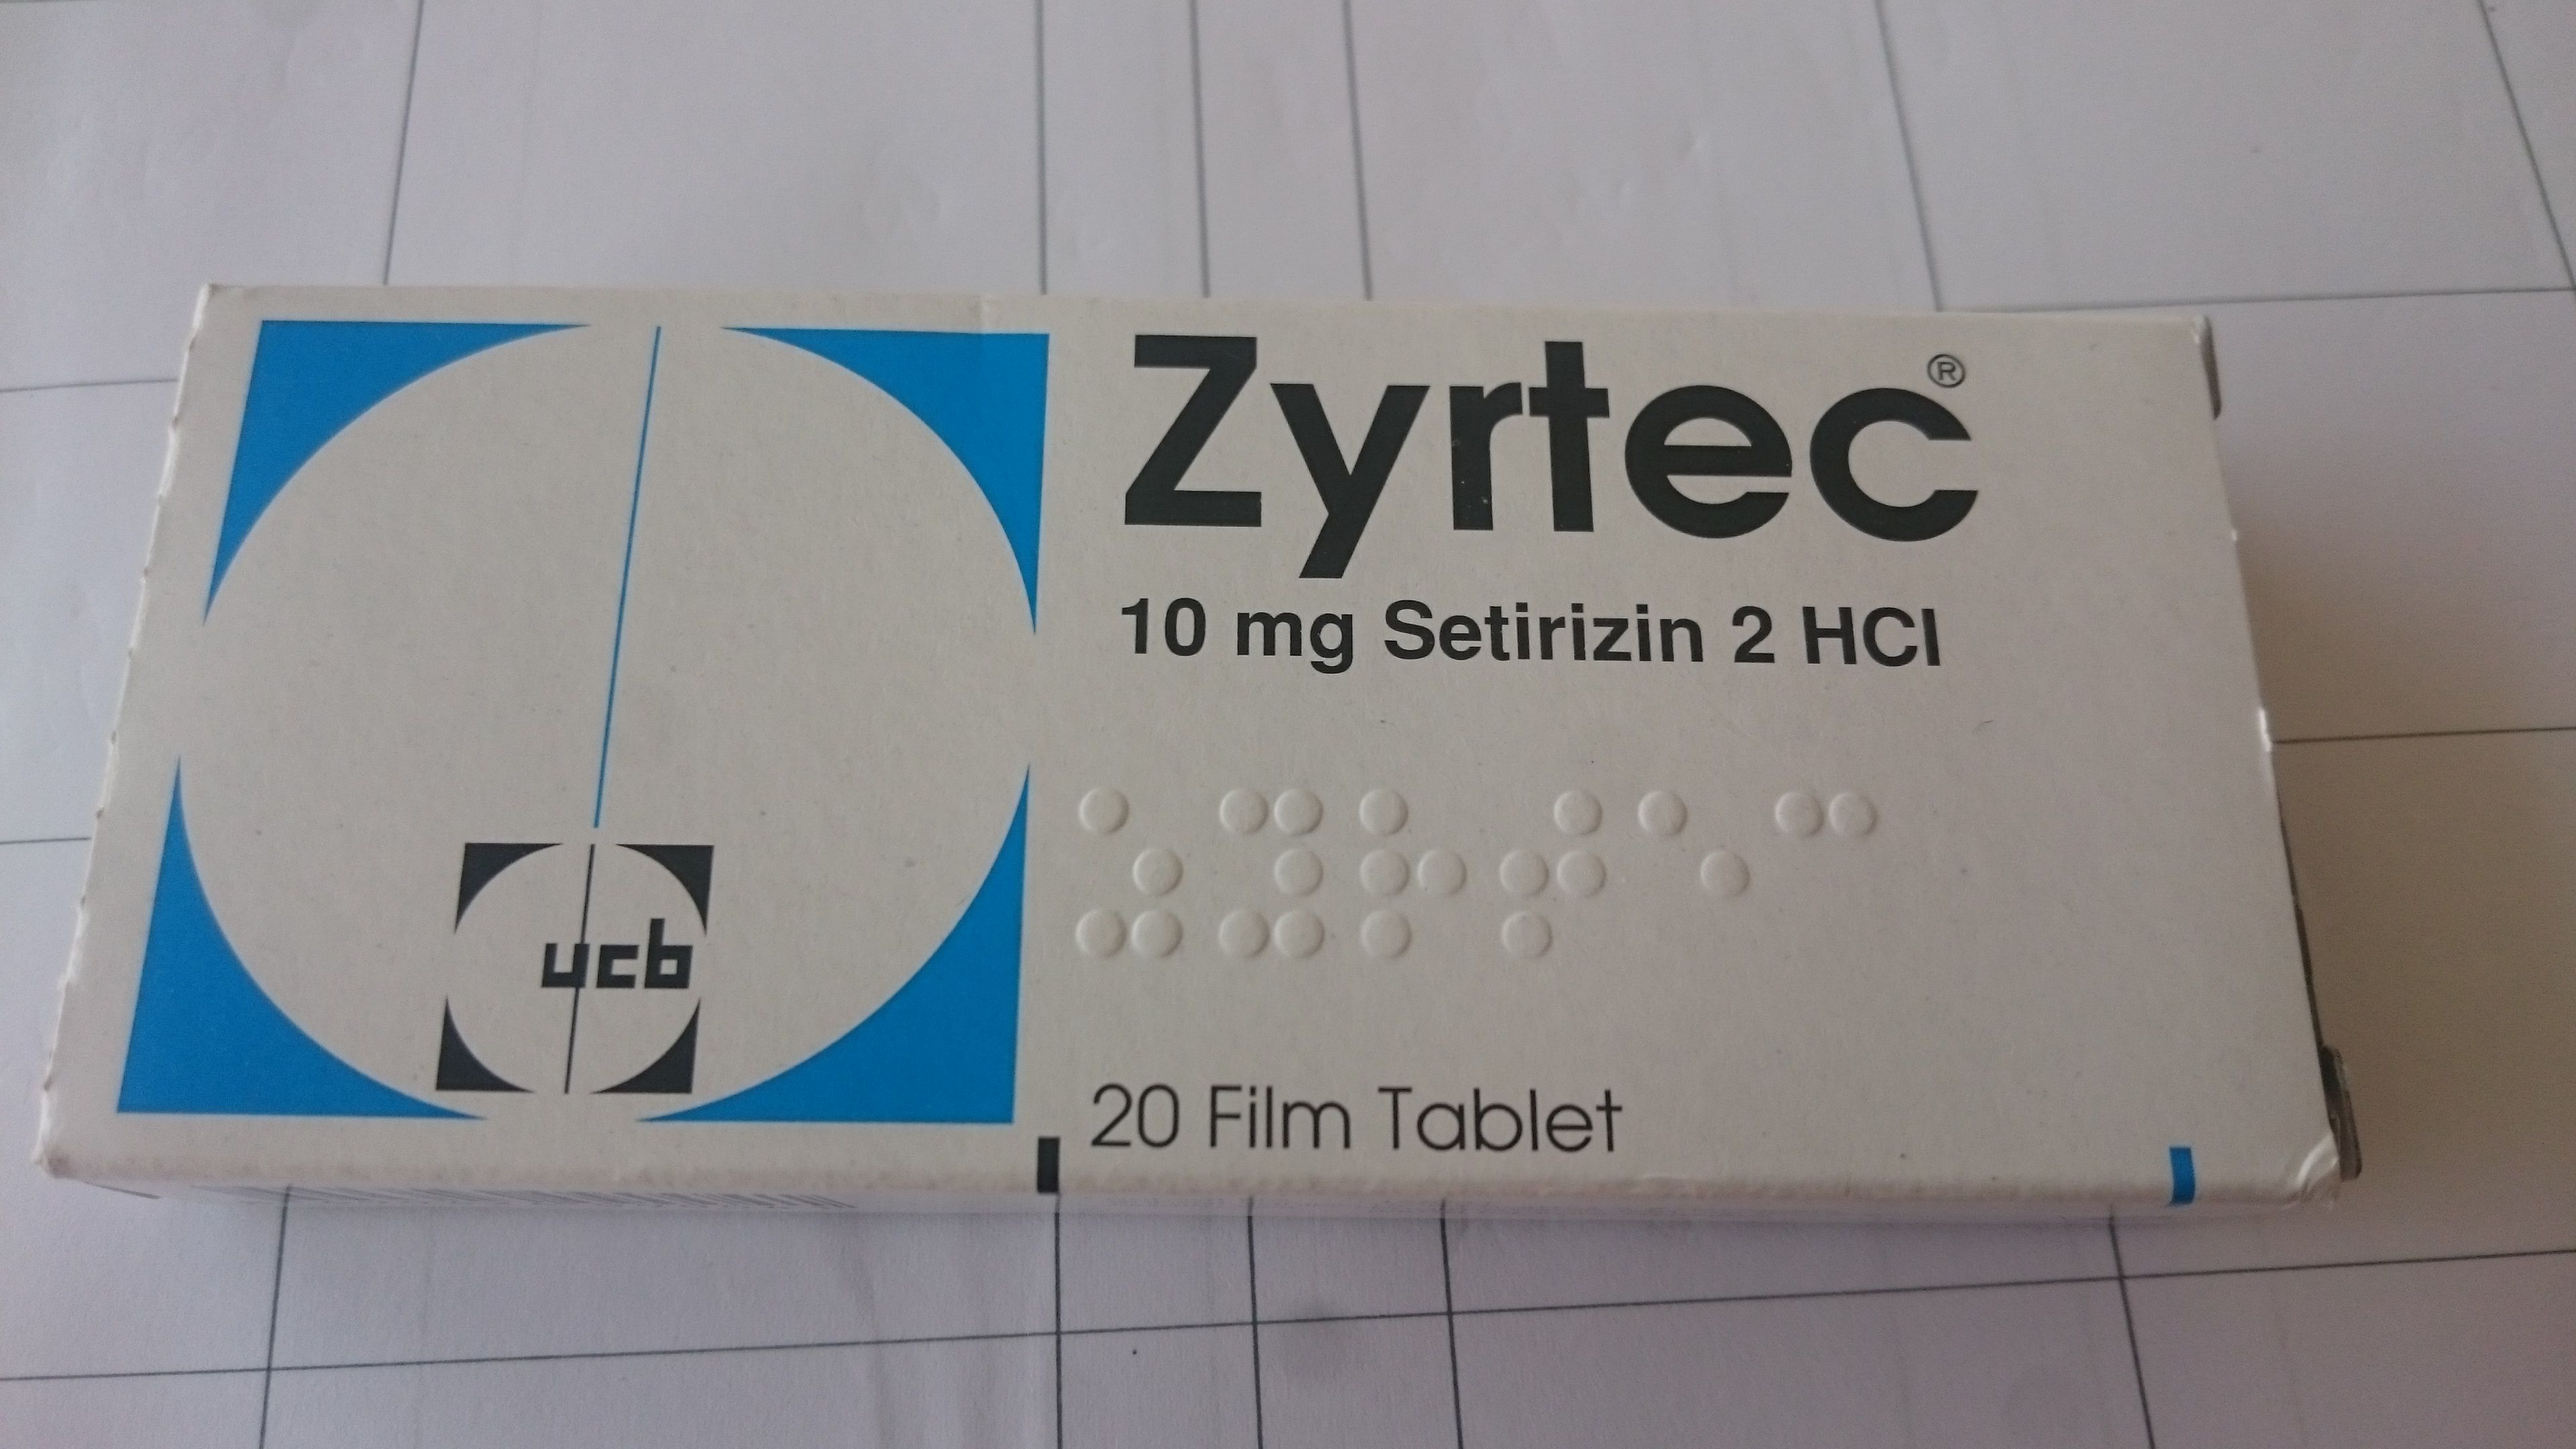 Zyrtec®
10 mg Setirizin 2 HCl
⠵⠽⠗⠞⠑⠉
ucb
20 Film Tablet